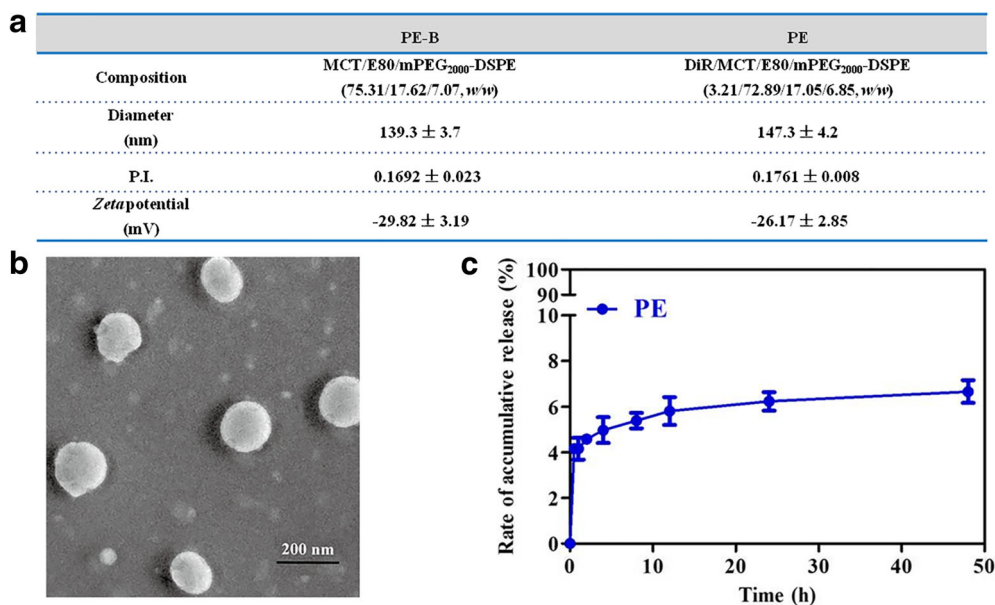 a
PE-B PE
Composition MCT/E80/mPEG2000-DSPE (75.31/17.62/7.07, w/w) DiR/MCT/E80/mPEG2000-DSPE (3.21/72.89/17.05/6.85, w/w)
Diameter (nm) 139.3 ± 3.7 147.3 ± 4.2
P.I. 0.1692 ± 0.023 0.1761 ± 0.008
Zeta potential (mV) -29.82 ± 3.19 -26.17 ± 2.85
b
200 nm
c
Rate of accumulative release (%)
100
90
10
8
6
4
2
0
PE
0 10 20 30 40 50
Time (h)